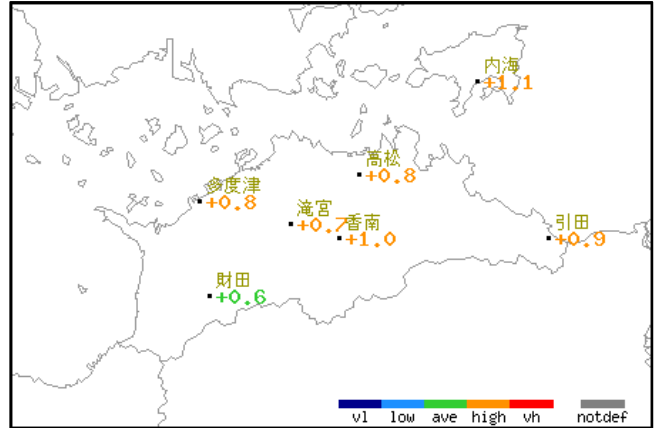 内海
+1.1
高松
+0.8
多度津
+0.8
滝宮
+0.7
香南
+1.0
引田
+0.9
財田
+0.6
vl low ave high vh notdef